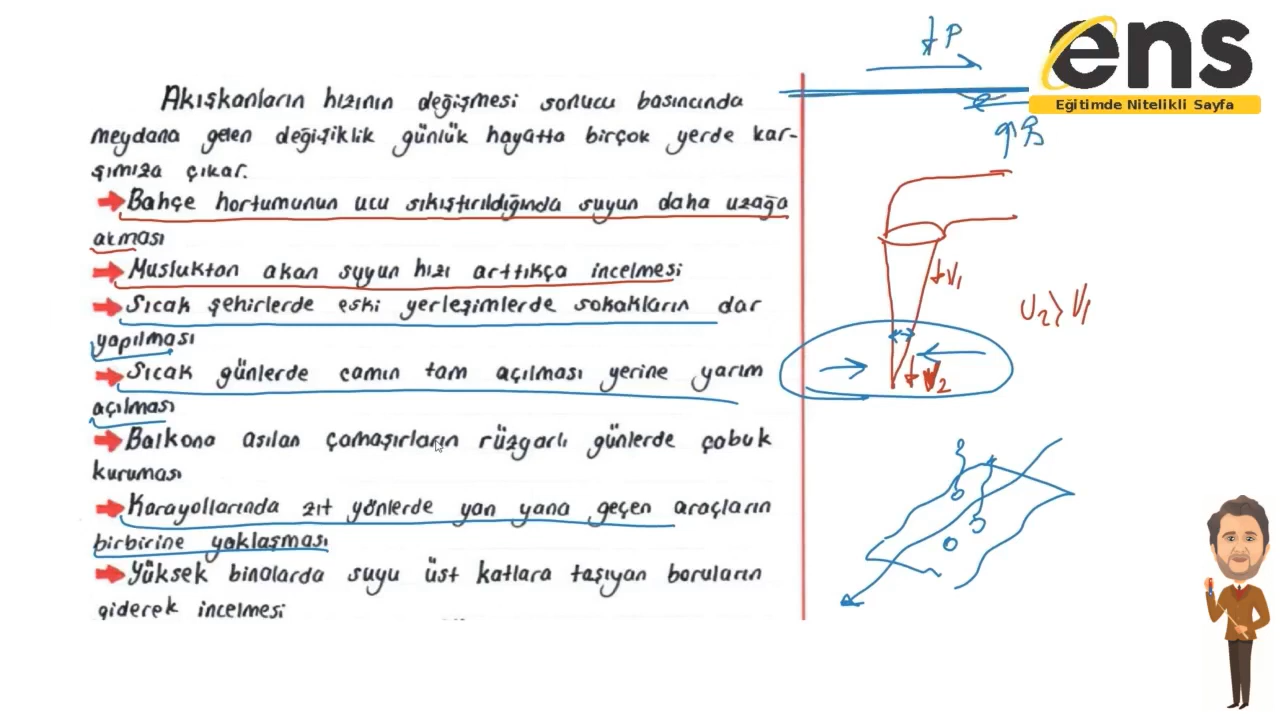 Akışkanların hızının değişmesi sonucu basıncında
meydana gelen değişiklik günlük hayatta birçok yerde kar-
şımıza çıkar.
Bahçe hortumunun ucu sıkıştırıldığında suyun daha uzağa
akması
Musluktan akan suyun hızı arttıkça incelmesi
Sıcak şehirlerde eski yerleşimlerde sokakların dar
yapılması
Sıcak günlerde camın tam açılması yerine yarım
açılması
Balkona asılan çamaşırların rüzgarlı günlerde çabuk
kuruması
Karayollarında zıt yönlerde yan yana geçen araçların
birbirine yaklaşması
Yüksek binalarda suyu üst katlara taşıyan boruların
giderek incelmesi
P
ens
Eğitimde Nitelikli Sayfa
V1
V2 > V1
V2